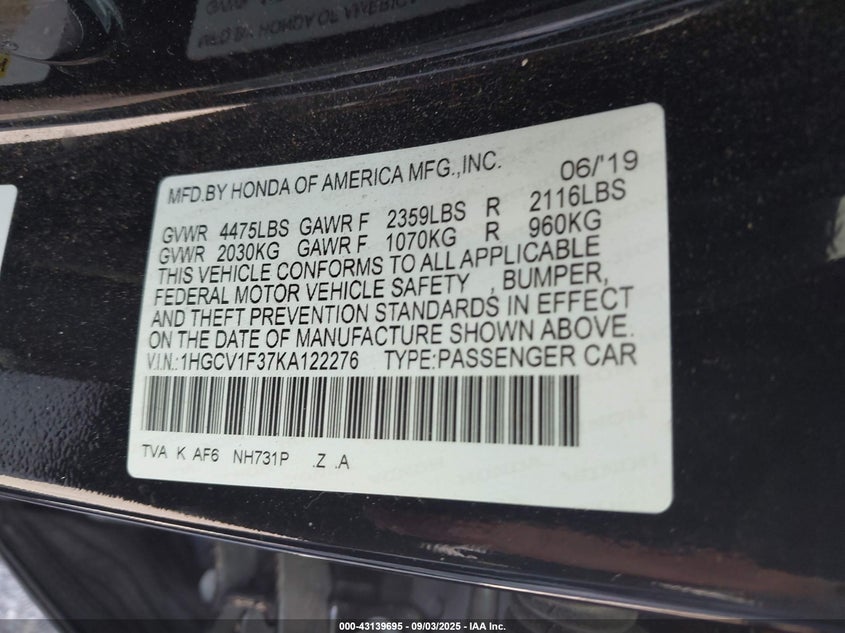 MFD.BY HONDA OF AMERICA MFG.,INC. 06/'19
GVWR 4475LBS GAWR F 2359LBS R 2116LBS
GVWR 2030KG GAWR F 1070KG R 960KG
THIS VEHICLE CONFORMS TO ALL APPLICABLE
FEDERAL MOTOR VEHICLE SAFETY , BUMPER,
AND THEFT PREVENTION STANDARDS IN EFFECT
ON THE DATE OF MANUFACTURE SHOWN ABOVE.
V.I.N.:1HGCV1F37KA122276 TYPE:PASSENGER CAR
TVA K AF6 NH731P .Z .A
000-43139695 - 09/03/2025 - IAA Inc.